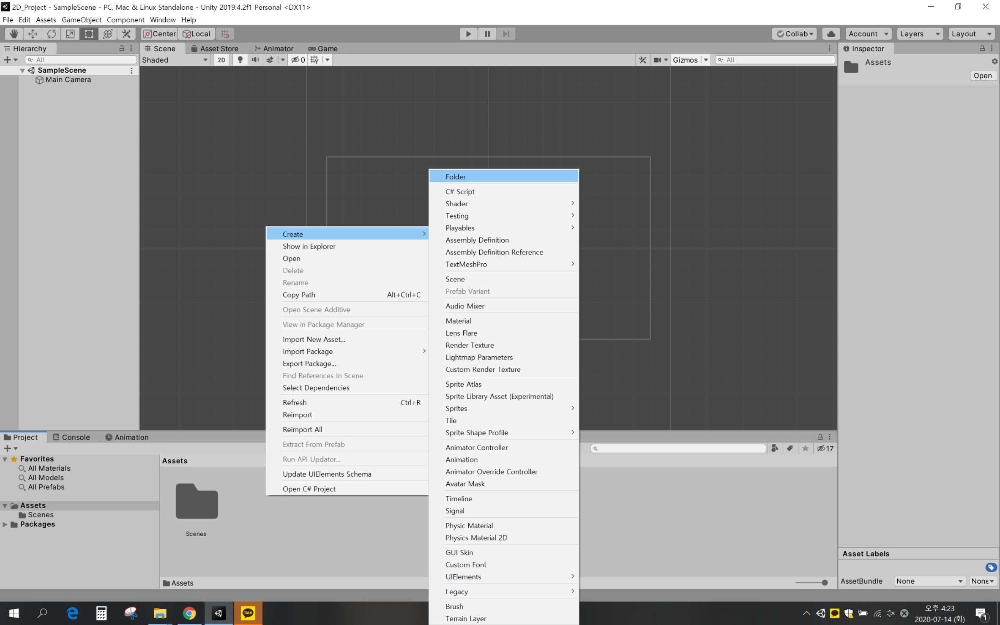 2D_Project - SampleScene - PC, Mac & Linux Standalone - Unity 2019.4.2f1 Personal <DX11>
File Edit Assets GameObject Component Window Help
Center Local
Collab Account Layers Layout
Hierarchy
Scene Asset Store Animator Game
Inspector
All
Shaded 2D 0 Gizmos All
Assets
Open
SampleScene
Main Camera
Create
Show in Explorer
Open
Delete
Rename
Copy Path Alt+Ctrl+C
Open Scene Additive
View in Package Manager
Import New Asset...
Import Package
Export Package...
Find References In Scene
Select Dependencies
Refresh Ctrl+R
Reimport
Reimport All
Extract From Prefab
Run API Updater...
Update UIElements Schema
Open C# Project
Folder
C# Script
Shader
Testing
Playables
Assembly Definition
Assembly Definition Reference
TextMeshPro
Scene
Prefab Variant
Audio Mixer
Material
Lens Flare
Render Texture
Lightmap Parameters
Custom Render Texture
Sprite Atlas
Sprite Library Asset (Experimental)
Sprites
Tile
Sprite Shape Profile
Animator Controller
Animation
Animator Override Controller
Avatar Mask
Timeline
Signal
Physic Material
Physics Material 2D
GUI Skin
Custom Font
UIElements
Legacy
Brush
Terrain Layer
Project Console Animation
17
Favorites
All Materials
All Models
All Prefabs
Assets
Scenes
Packages
Assets
Scenes
Assets
Asset Labels
AssetBundle None None
TALK
오후 4:23
2020-07-14 (화)
1